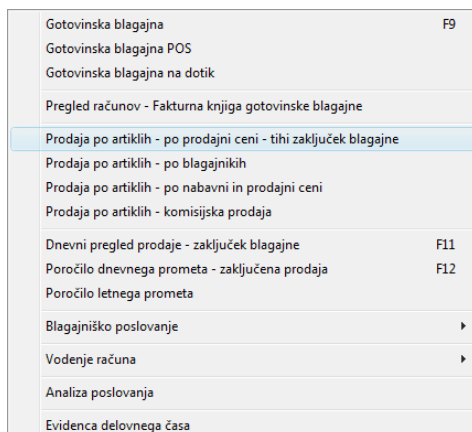 Gotovinska blagajna F9
Gotovinska blagajna POS
Gotovinska blagajna na dotik
Pregled računov - Fakturna knjiga gotovinske blagajne
Prodaja po artiklih - po prodajni ceni - tihi zaključek blagajne
Prodaja po artiklih - po blagajnikih
Prodaja po artiklih - po nabavni in prodajni ceni
Prodaja po artiklih - komisijska prodaja
Dnevni pregled prodaje - zaključek blagajne F11
Poročilo dnevnega prometa - zaključena prodaja F12
Poročilo letnega prometa
Blagajniško poslovanje
Vodenje računa
Analiza poslovanja
Evidenca delovnega časa